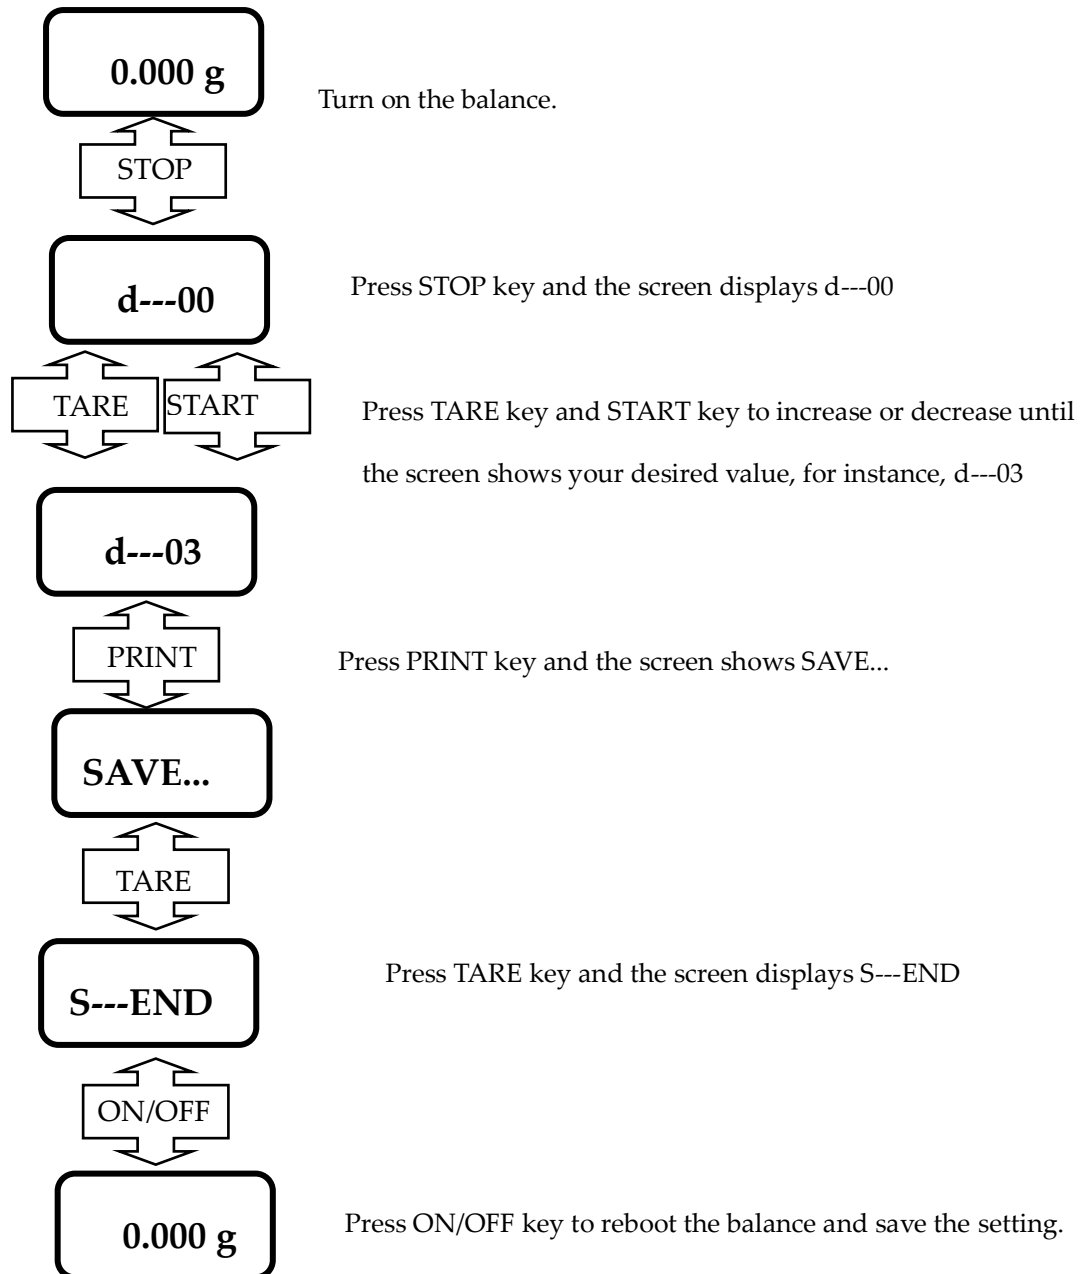 0.000 g
Turn on the balance.
STOP
d---00
Press STOP key and the screen displays d---00
TARE
START
Press TARE key and START key to increase or decrease until
the screen shows your desired value, for instance, d---03
d---03
PRINT
Press PRINT key and the screen shows SAVE...
SAVE...
TARE
S---END
Press TARE key and the screen displays S---END
ON/OFF
0.000 g
Press ON/OFF key to reboot the balance and save the setting.